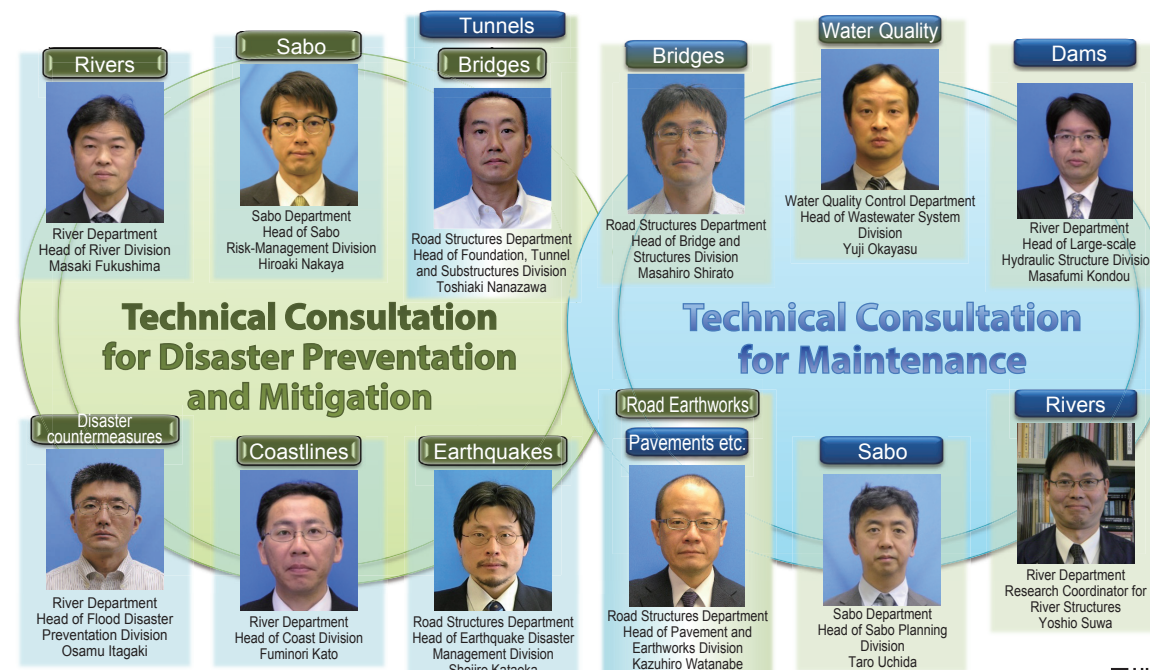 Rivers
River Department
Head of River Division
Masaki Fukushima
Sabo
Sabo Department
Head of Sabo
Risk-Management Division
Hiroaki Nakaya
Tunnels
Bridges
Road Structures Department
Head of Foundation, Tunnel
and Substructures Division
Toshiaki Nanazawa
Bridges
Road Structures Department
Head of Bridge and
Structures Division
Masahiro Shirato
Water Quality
Water Quality Control Department
Head of Wastewater System
Division
Yuji Okayasu
Dams
River Department
Head of Large-scale
Hydraulic Structure Divisio
Masafumi Kondou
Technical Consultation
for Disaster Preventation
and Mitigation
Technical Consultation
for Maintenance
Disaster
countermeasures
River Department
Head of Flood Disaster
Preventation Division
Osamu Itagaki
Coastlines
River Department
Head of Coast Division
Fuminori Kato
Earthquakes
Road Structures Department
Head of Earthquake Disaster
Management Division
Shojiro Kataoka
Road Earthworks
Pavements etc.
Road Structures Department
Head of Pavement and
Earthworks Division
Kazuhiro Watanabe
Sabo
Sabo Department
Head of Sabo Planning
Division
Taro Uchida
Rivers
River Department
Research Coordinator for
River Structures
Yoshio Suwa